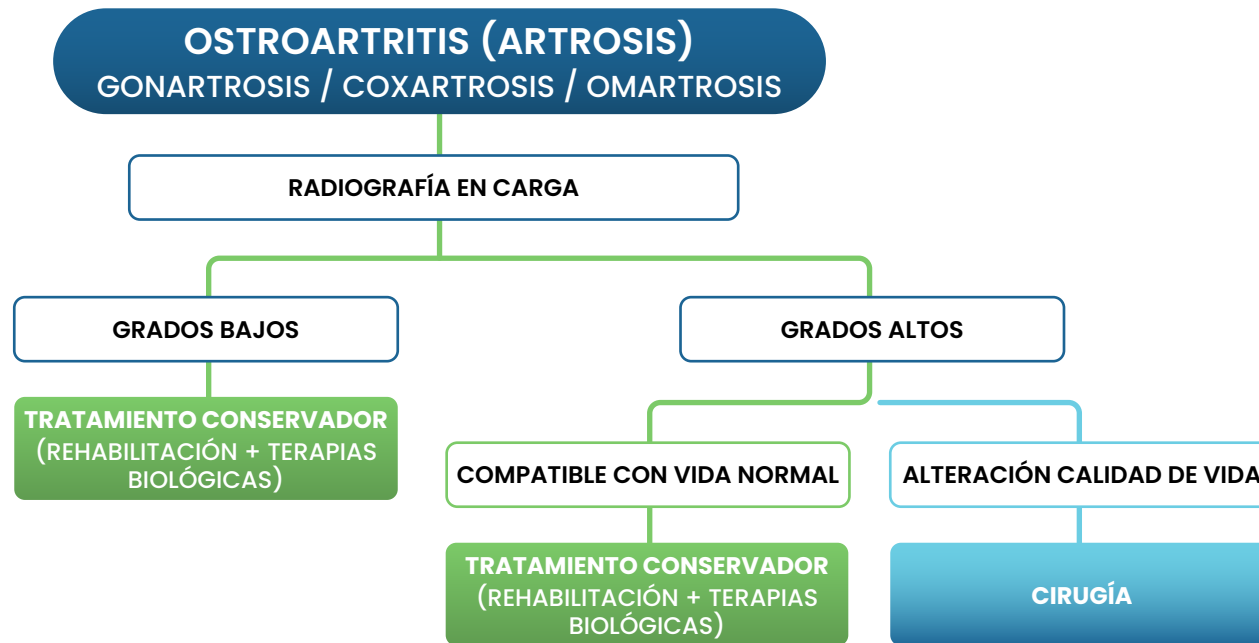 OSTROARTRITIS (ARTROSIS)
GONARTROSIS / COXARTROSIS / OMARTROSIS
RADIOGRAFÍA EN CARGA
GRADOS BAJOS
GRADOS ALTOS
TRATAMIENTO CONSERVADOR
(REHABILITACIÓN + TERAPIAS
BIOLÓGICAS)
COMPATIBLE CON VIDA NORMAL
ALTERACIÓN CALIDAD DE VIDA
TRATAMIENTO CONSERVADOR
(REHABILITACIÓN + TERAPIAS
BIOLÓGICAS)
CIRUGÍA